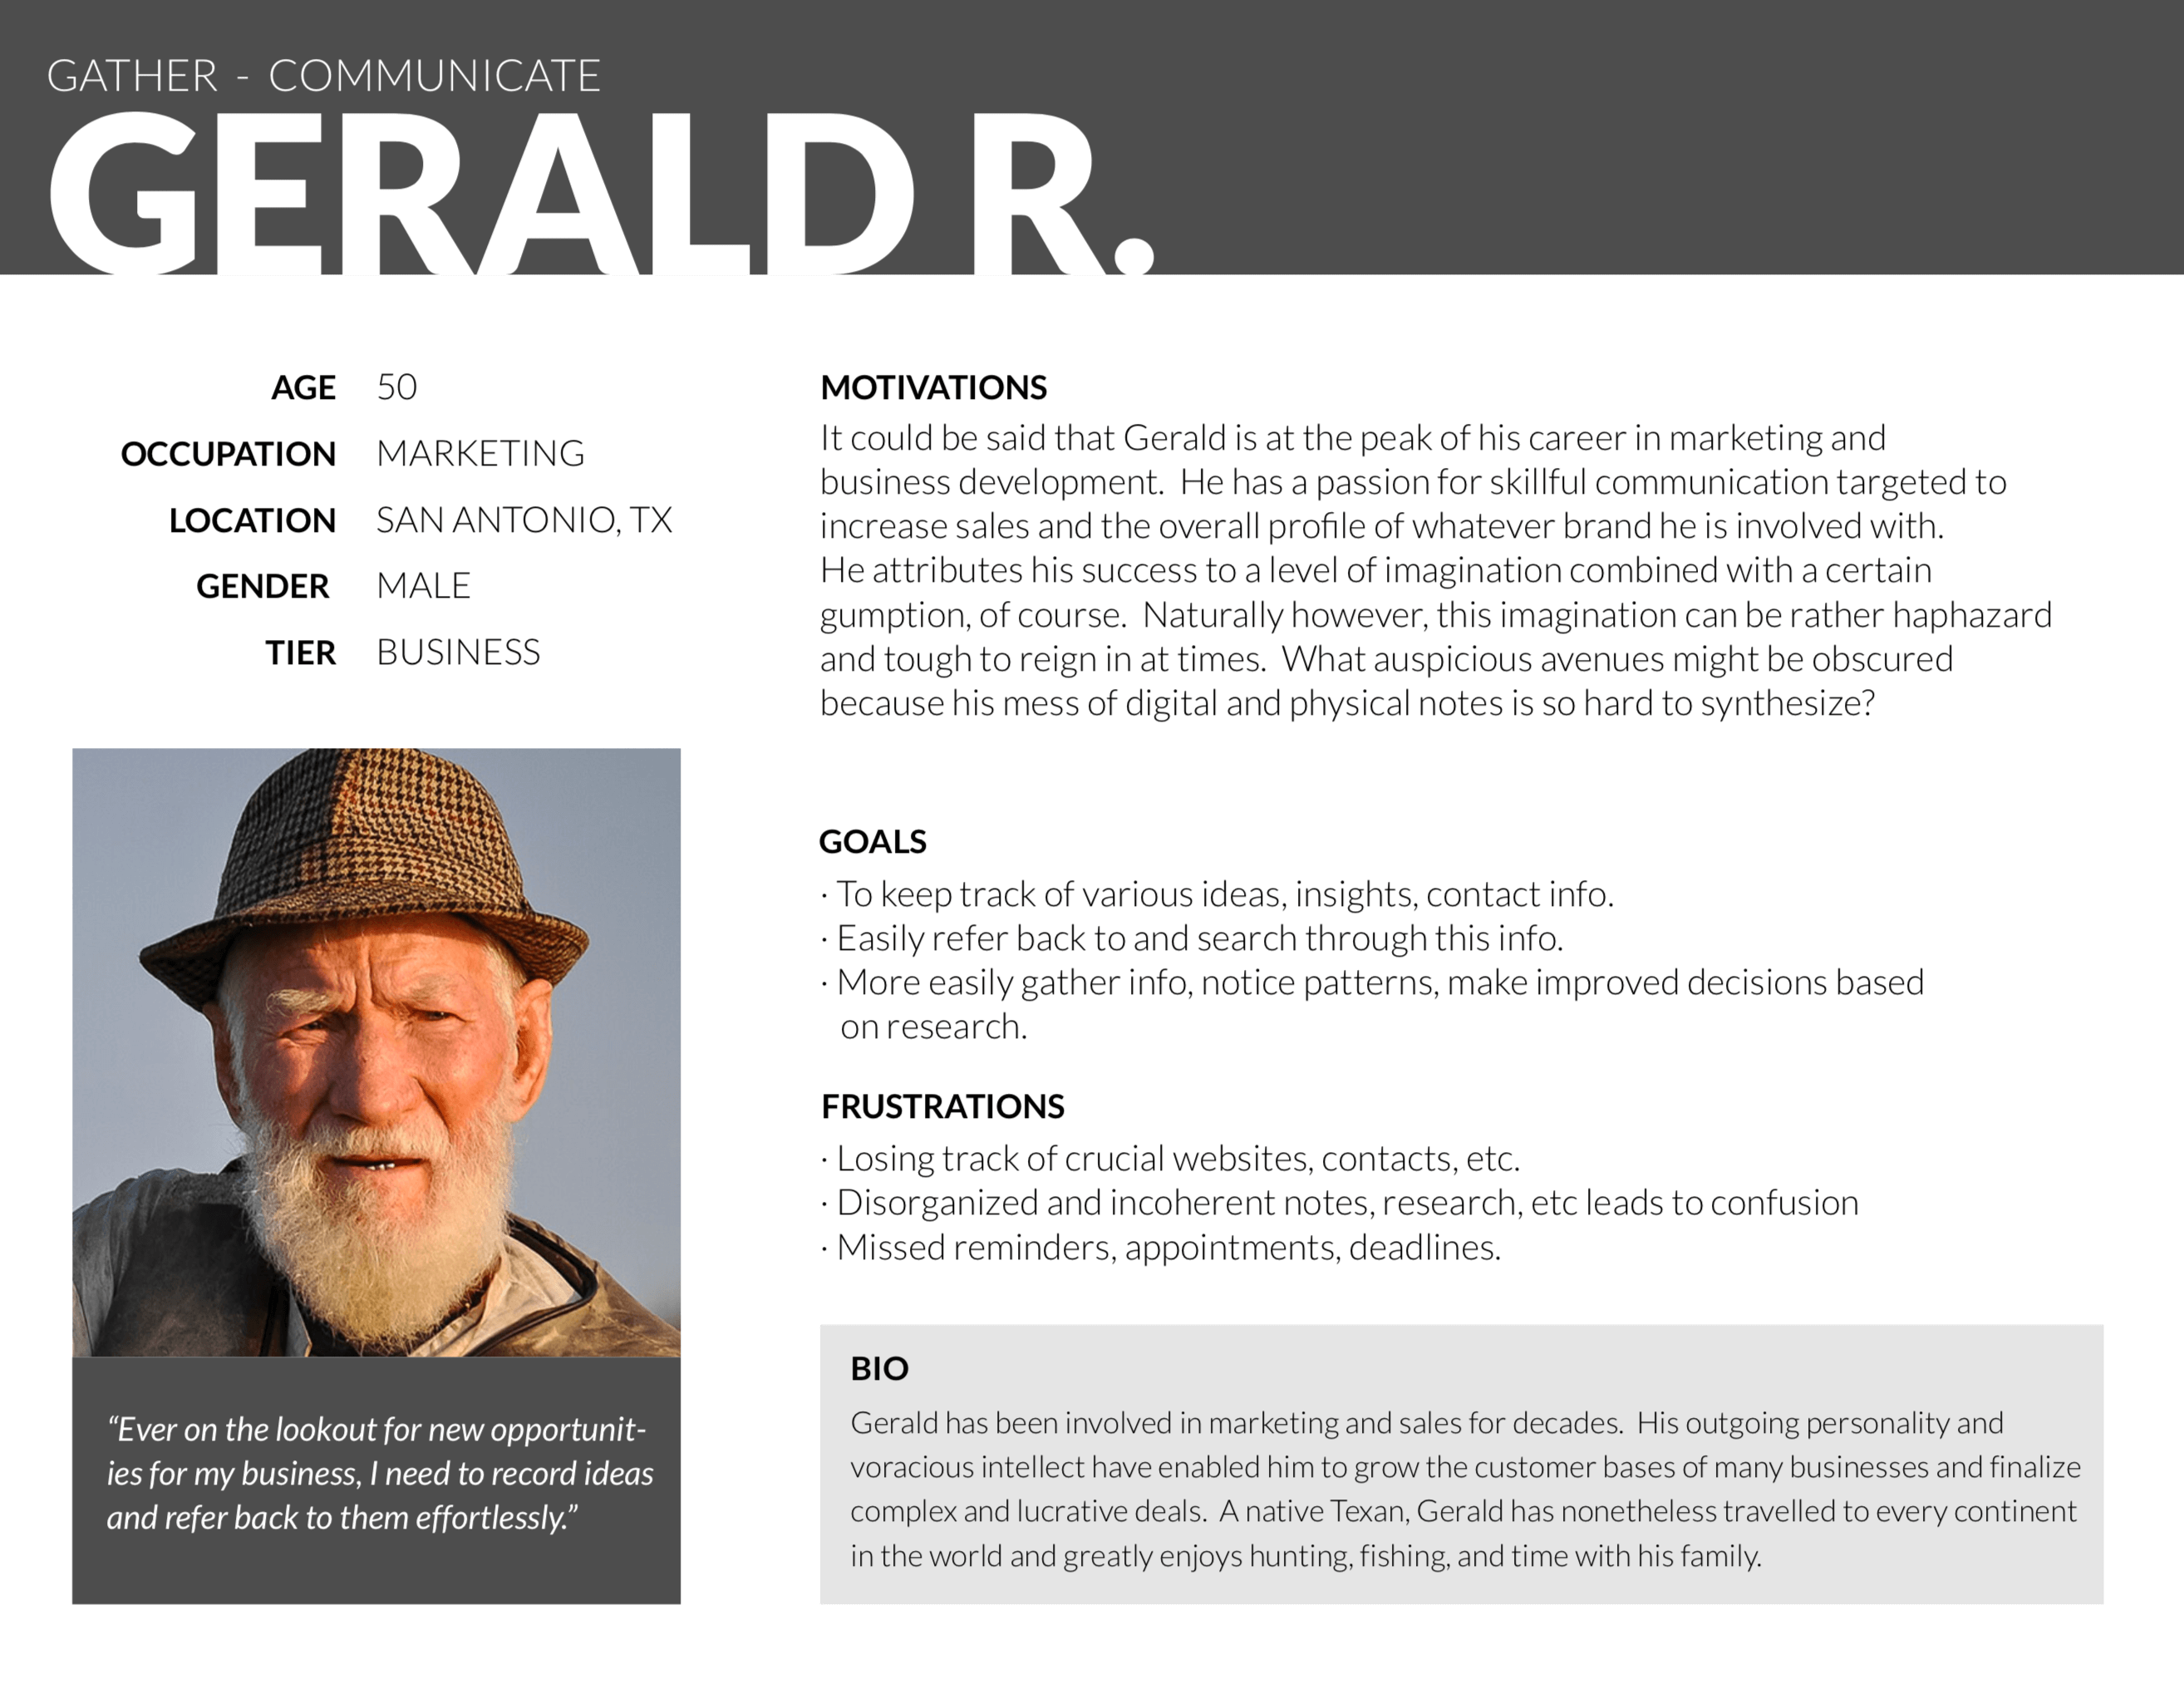 GATHER - COMMUNICATE
GERALD R.
AGE 50
OCCUPATION MARKETING
LOCATION SAN ANTONIO, TX
GENDER MALE
TIER BUSINESS
“Ever on the lookout for new opportunit-
ies for my business, I need to record ideas
and refer back to them effortlessly.”
MOTIVATIONS
It could be said that Gerald is at the peak of his career in marketing and
business development.  He has a passion for skillful communication targeted to
increase sales and the overall profile of whatever brand he is involved with.
He attributes his success to a level of imagination combined with a certain
gumption, of course.  Naturally however, this imagination can be rather haphazard
and tough to reign in at times.  What auspicious avenues might be obscured
because his mess of digital and physical notes is so hard to synthesize?
GOALS
· To keep track of various ideas, insights, contact info.
· Easily refer back to and search through this info.
· More easily gather info, notice patterns, make improved decisions based
on research.
FRUSTRATIONS
· Losing track of crucial websites, contacts, etc.
· Disorganized and incoherent notes, research, etc leads to confusion
· Missed reminders, appointments, deadlines.
BIO
Gerald has been involved in marketing and sales for decades.  His outgoing personality and
voracious intellect have enabled him to grow the customer bases of many businesses and finalize
complex and lucrative deals.  A native Texan, Gerald has nonetheless travelled to every continent
in the world and greatly enjoys hunting, fishing, and time with his family.